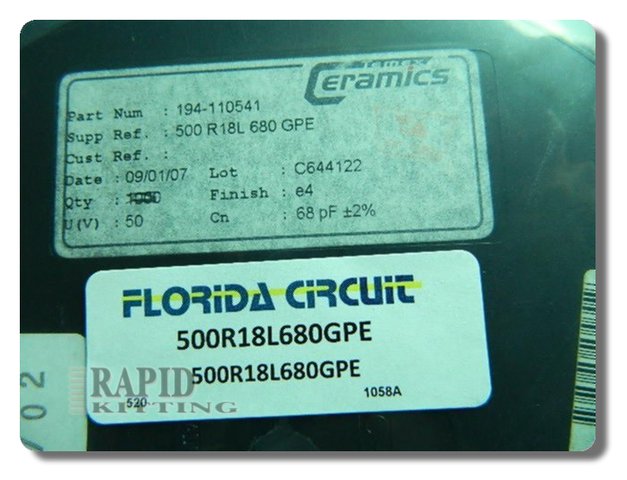 Temex
Ceramics
Part Num : 194-110541
Supp Ref. : 500 R18L 680 GPE
Cust Ref. :
Date : 09/01/07 Lot : C644122
Qty : Finish : e4
U(V) : 50 Cn : 68 pF ±2%
FLORIDA CIRCUIT
500R18L680GPE
500R18L680GPE
RAPID
KITTING
520 1058A
02